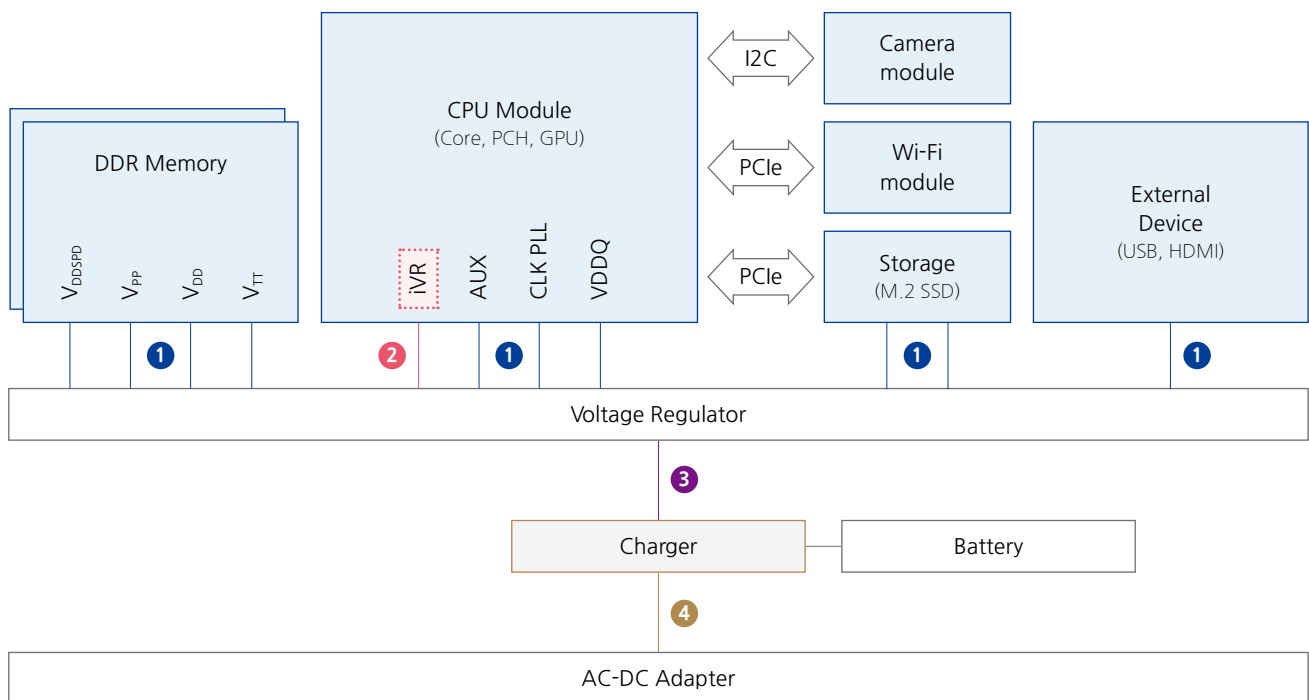 CPU Module
(Core, PCH, GPU)
I2C
Camera
module
DDR Memory
PCIe
Wi-Fi
module
External
Device
(USB, HDMI)
PCIe
Storage
(M.2 SSD)
VDDSPD
VPP
VDD
VTT
iVR
AUX
CLK PLL
VDDQ
1
2
1
1
1
Voltage Regulator
3
Charger
Battery
4
AC-DC Adapter